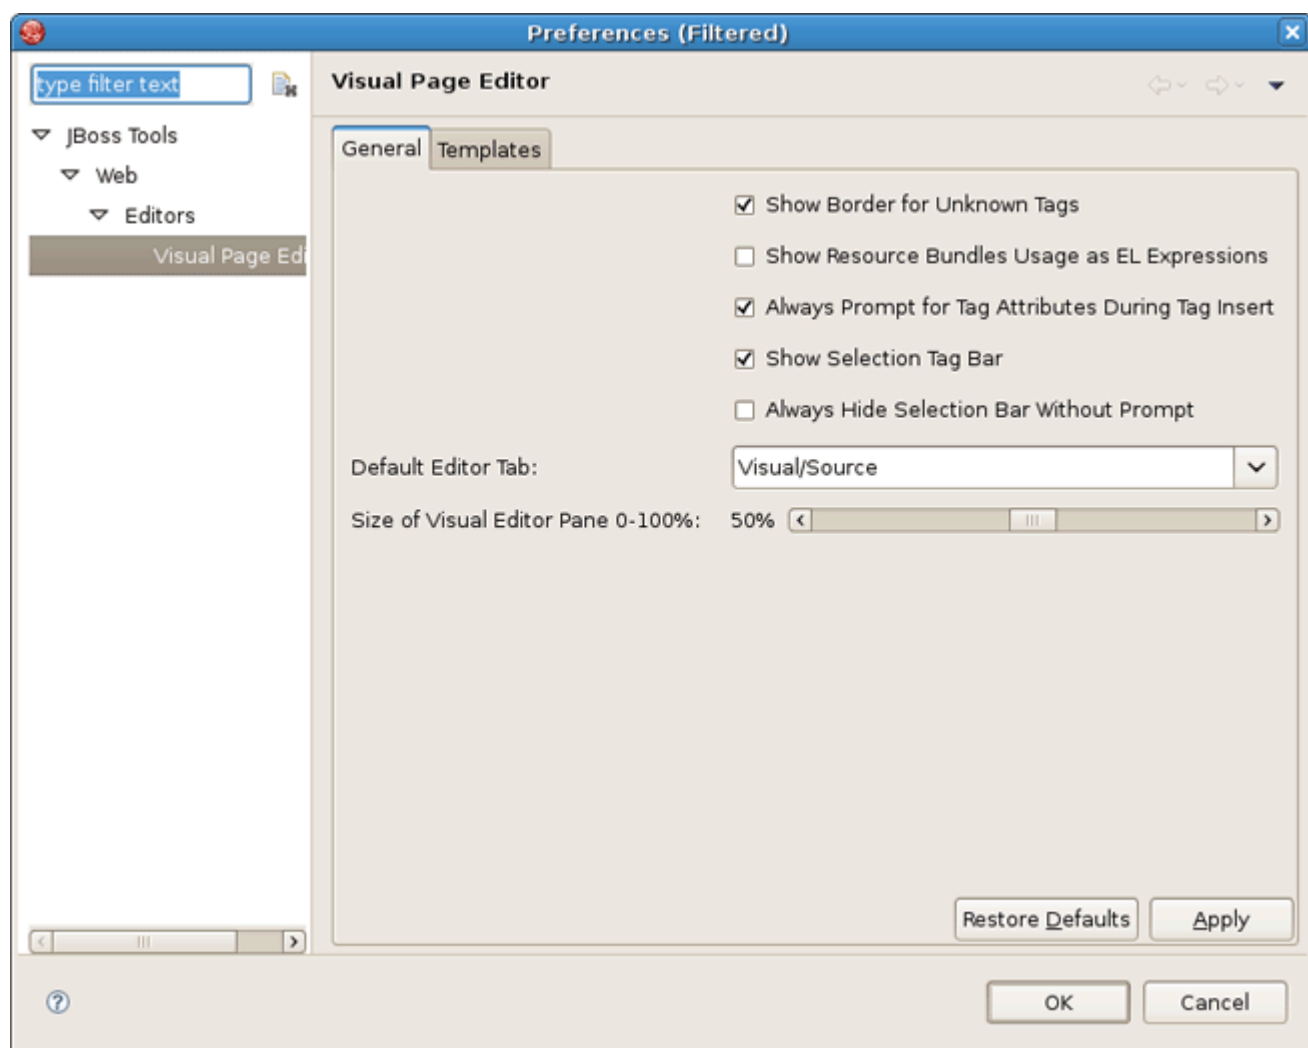 Preferences (Filtered)
type filter text
Visual Page Editor
JBoss Tools
Web
Editors
Visual Page Edi
General
Templates
Show Border for Unknown Tags
Show Resource Bundles Usage as EL Expressions
Always Prompt for Tag Attributes During Tag Insert
Show Selection Tag Bar
Always Hide Selection Bar Without Prompt
Default Editor Tab:
Visual/Source
Size of Visual Editor Pane 0-100%:
50%
Restore Defaults
Apply
OK
Cancel